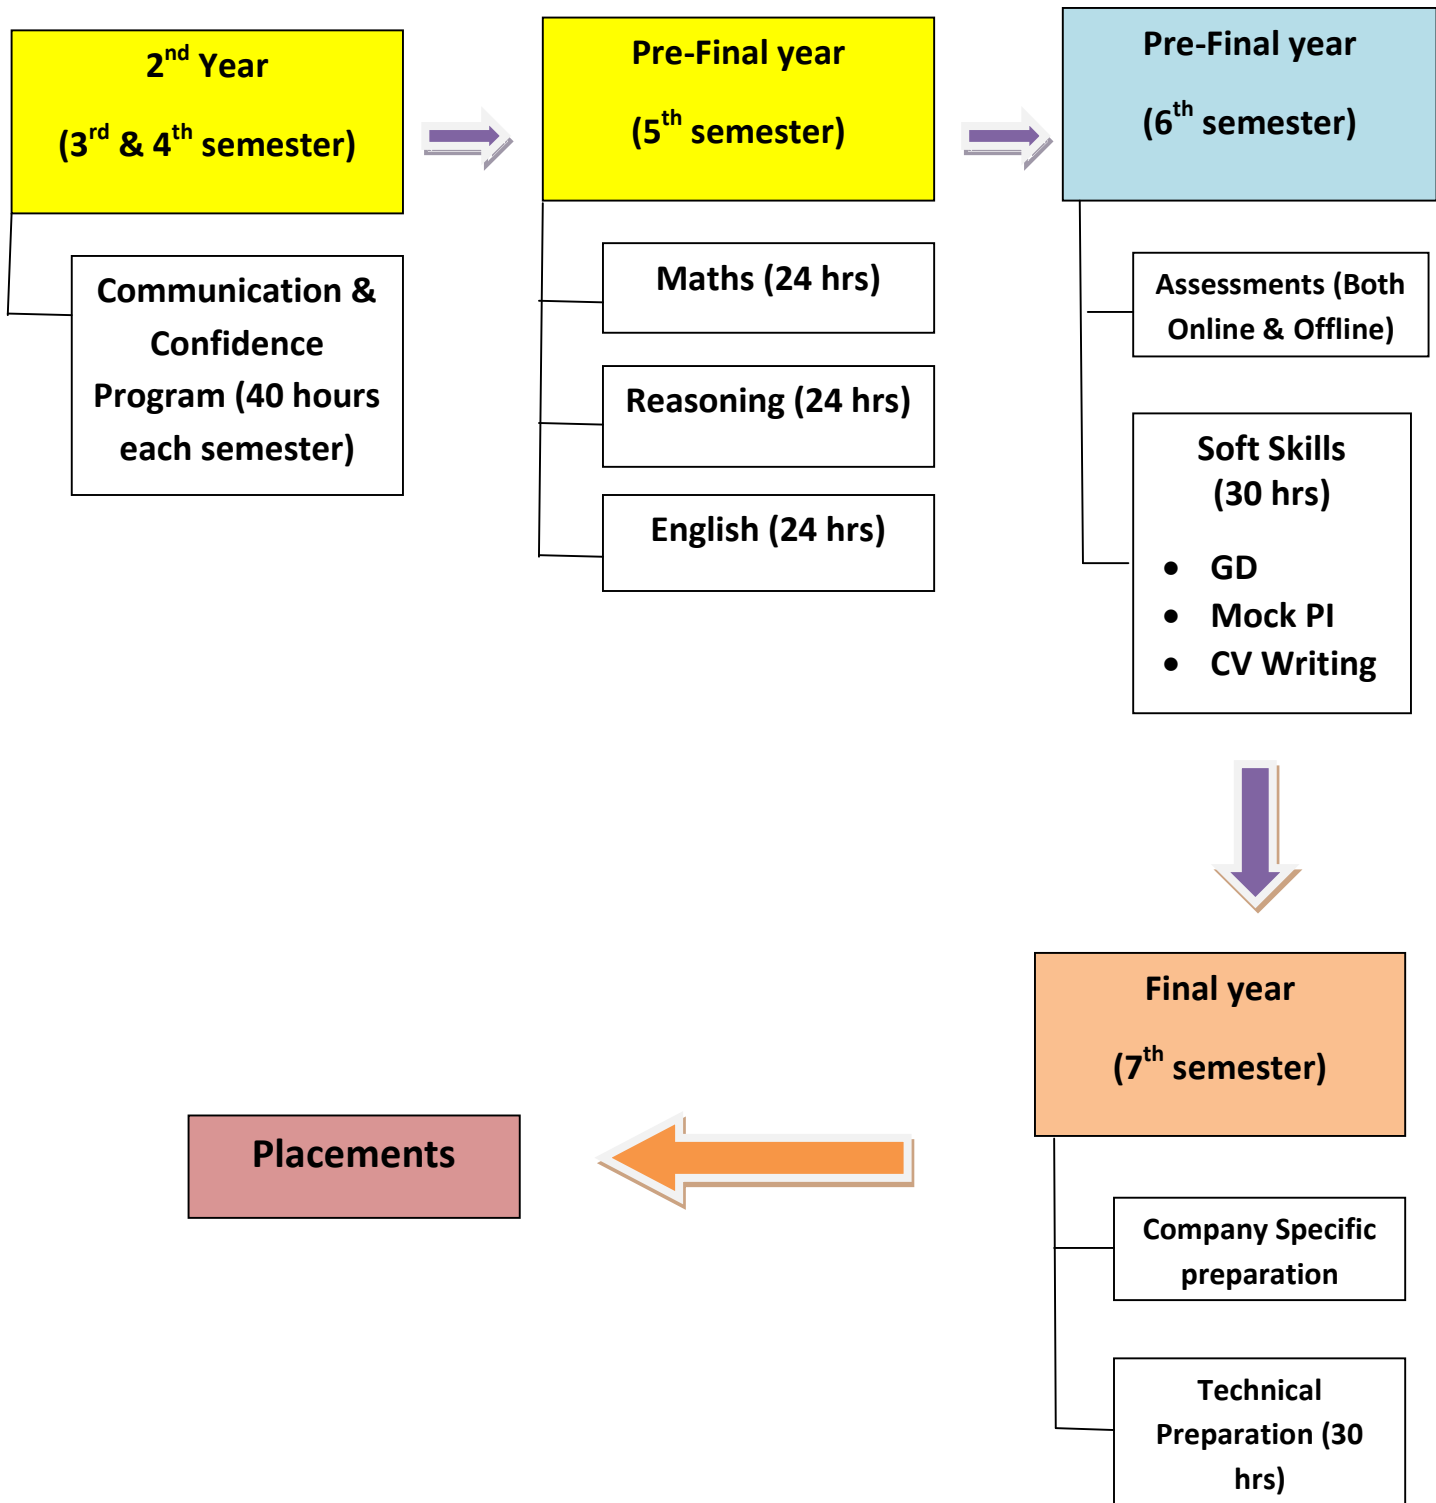 2nd Year
(3rd & 4th semester)
Communication &
Confidence
Program (40 hours
each semester)
Pre-Final year
(5th semester)
Maths (24 hrs)
Reasoning (24 hrs)
English (24 hrs)
Pre-Final year
(6th semester)
Assessments (Both
Online & Offline)
Soft Skills
(30 hrs)
• GD
• Mock PI
• CV Writing
Final year
(7th semester)
Company Specific
preparation
Technical
Preparation (30
hrs)
Placements